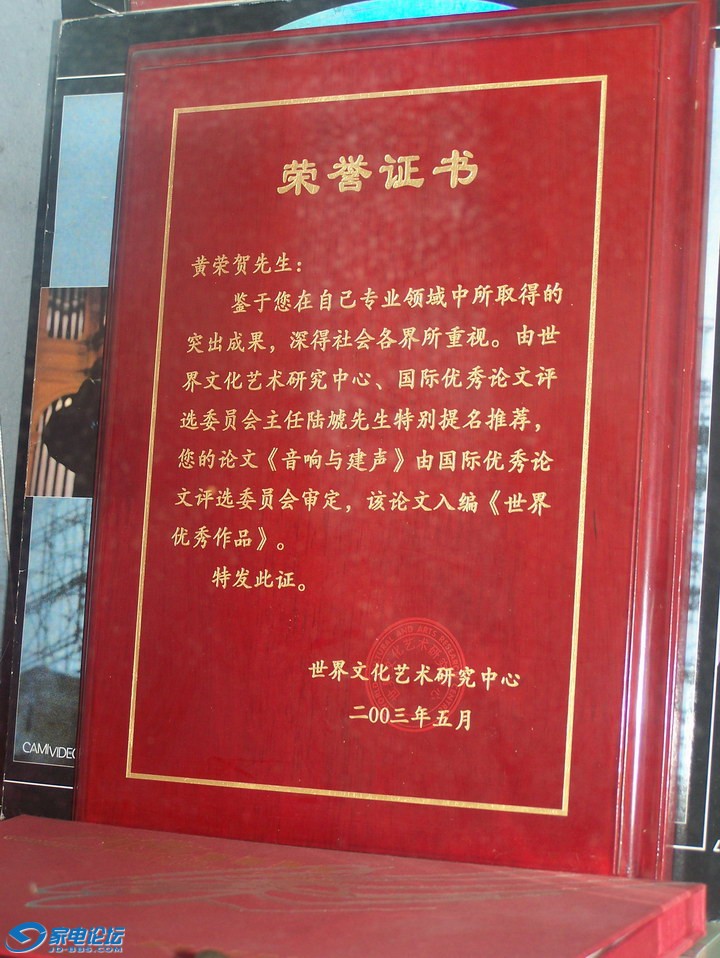 荣誉证书
黄荣贺先生：
鉴于您在自己专业领域中所取得的
突出成果，深得社会各界所重视。由世
界文化艺术研究中心、国际优秀论文评
选委员会主任陆琥先生特别提名推荐，
您的论文《音响与建声》由国际优秀论
文评选委员会审定，该论文入编《世界
优秀作品》。
特发此证。
世界文化艺术研究中心
二00三年五月
CAMIVIDEO
家电论坛
JD-BBS.COM